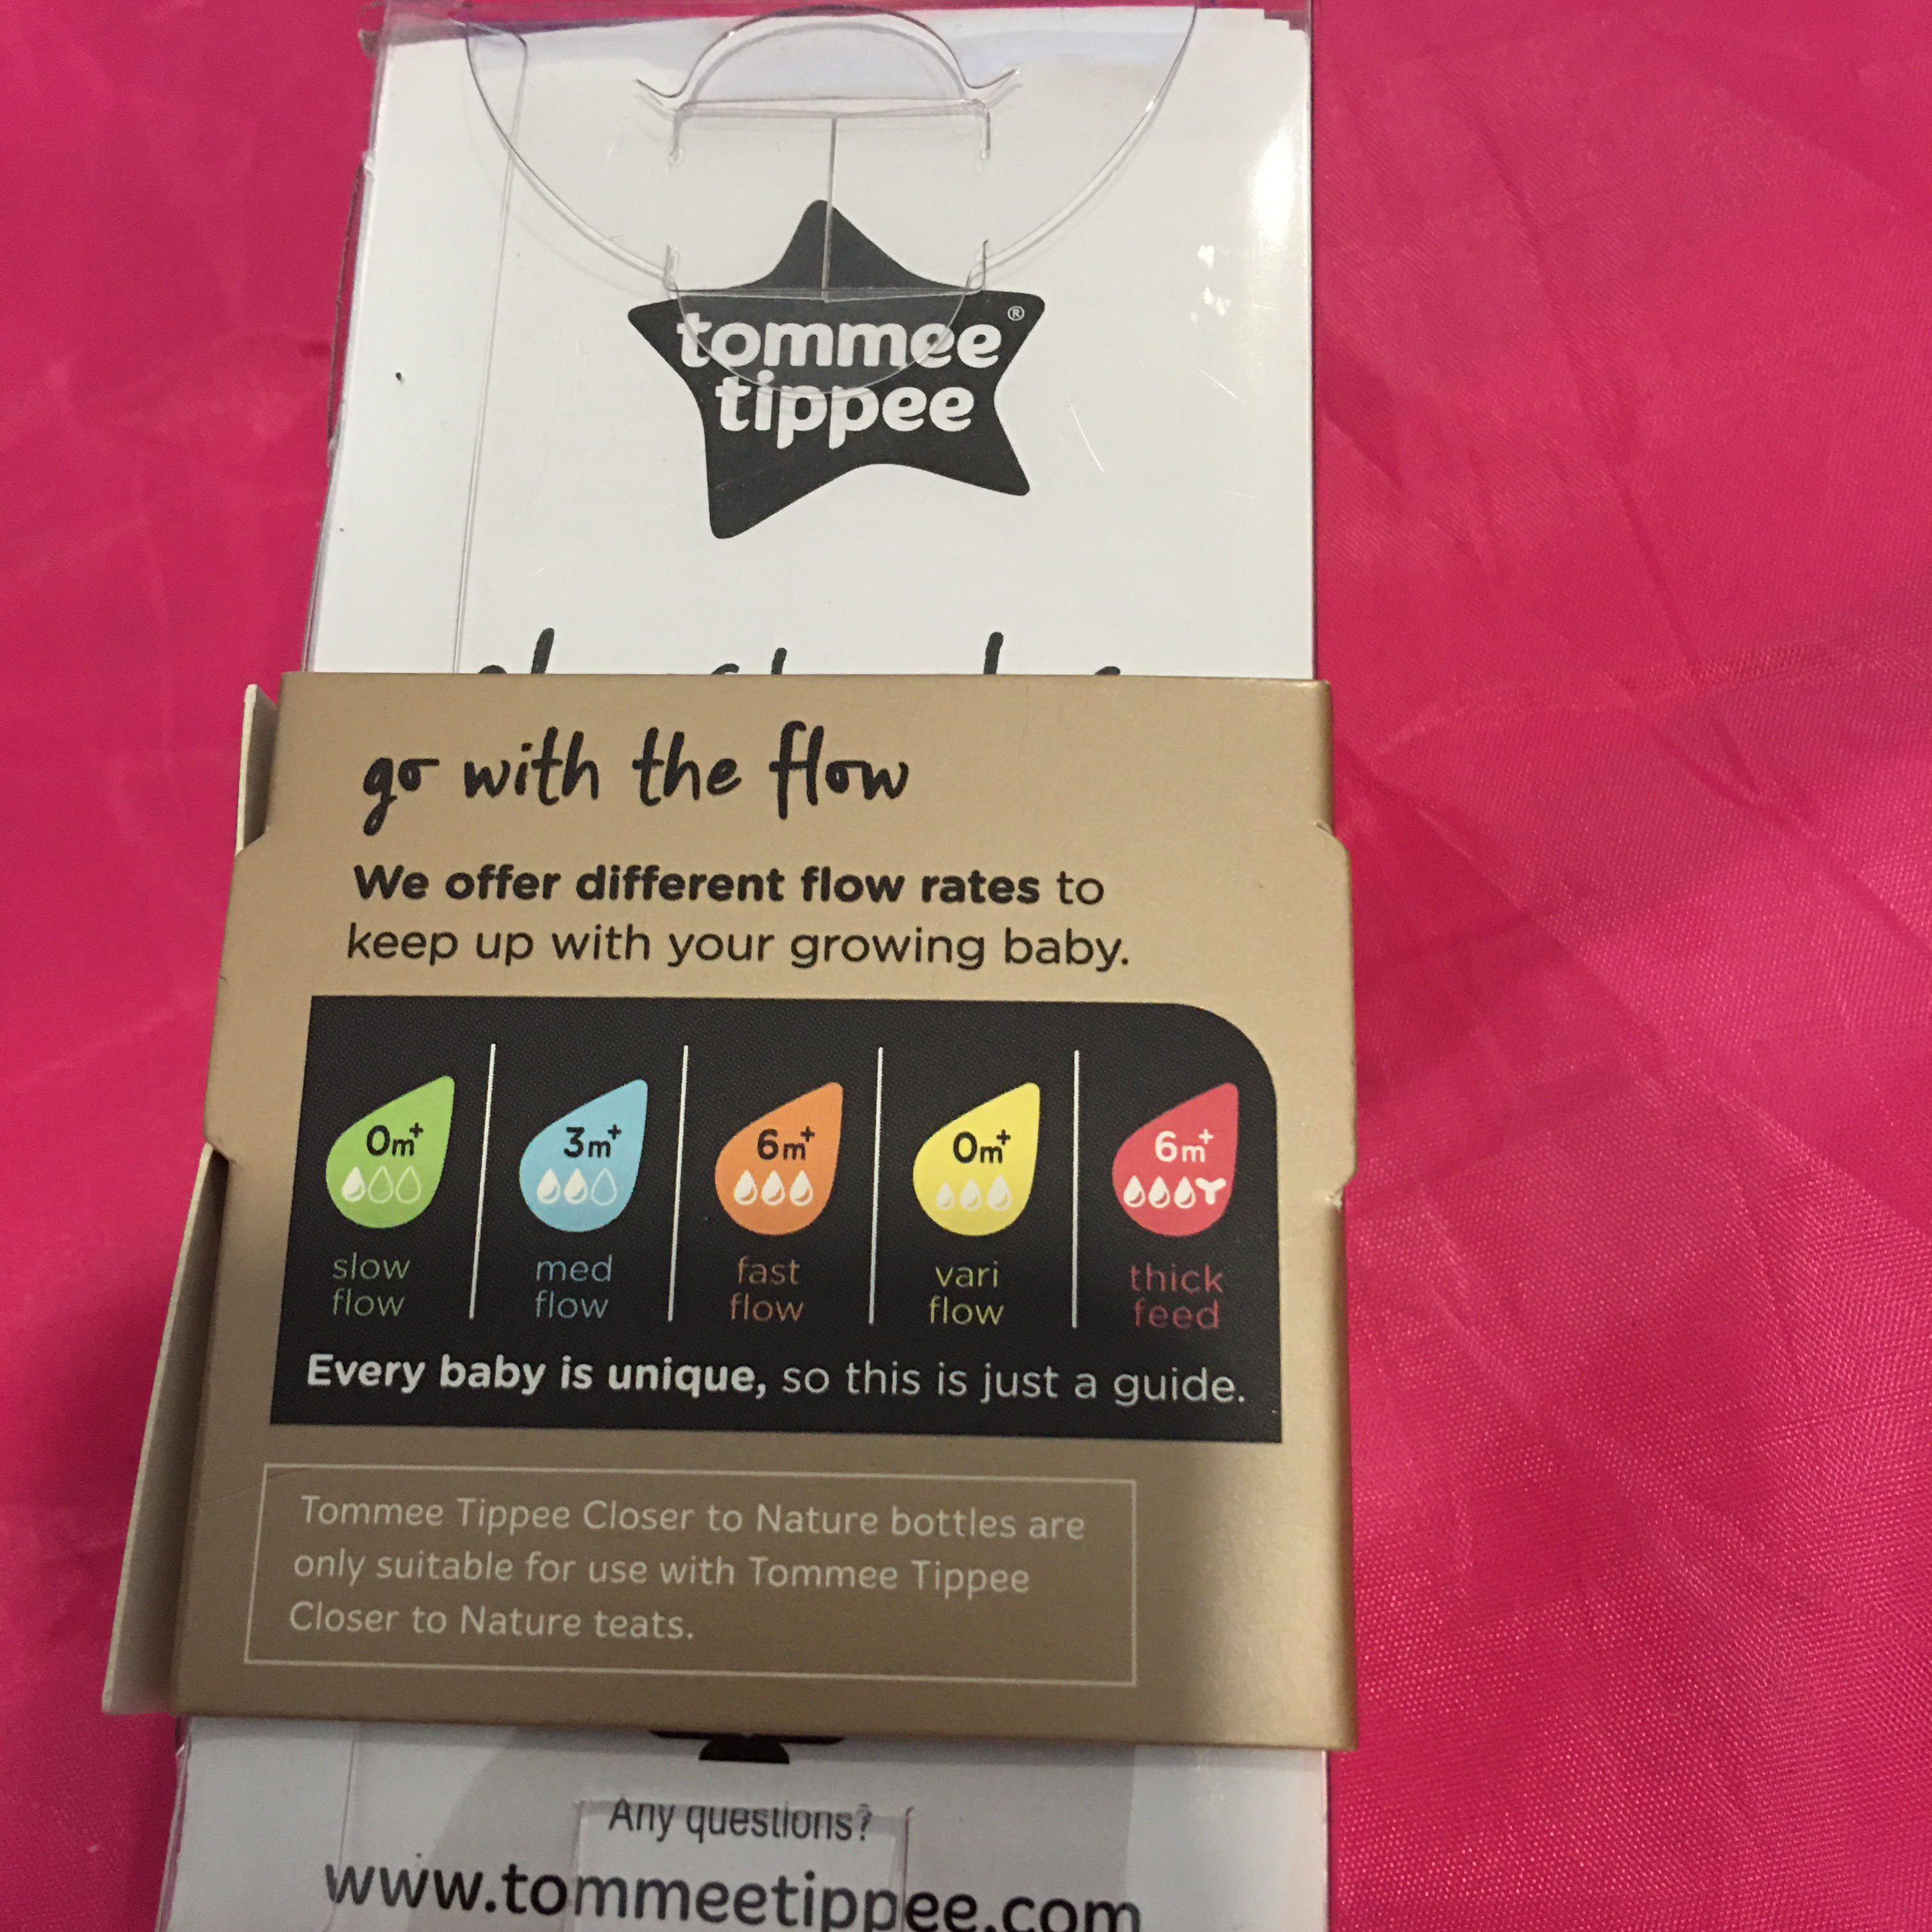 tommee®
tippee
go with the flow
We offer different flow rates to
keep up with your growing baby.
0m+
3m+
6m+
0m+
6m+
slow
flow
med
flow
fast
flow
vari
flow
thick
feed
Every baby is unique, so this is just a guide.
Tommee Tippee Closer to Nature bottles are
only suitable for use with Tommee Tippee
Closer to Nature teats.
Any questions?
www.tommeetippee.com